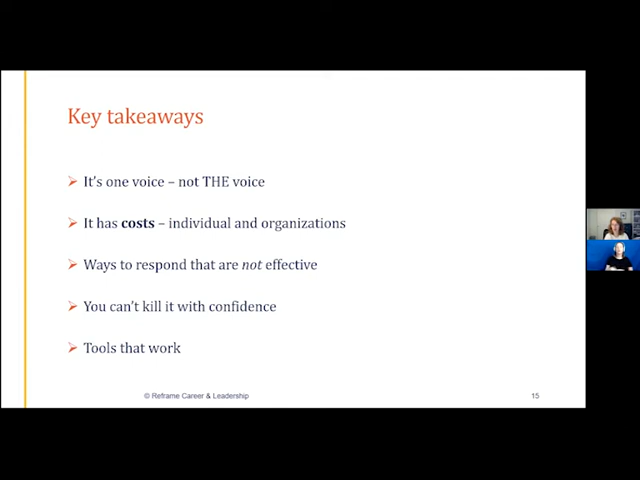 Key takeaways
It's one voice – not THE voice
It has costs – individual and organizations
Ways to respond that are not effective
You can't kill it with confidence
Tools that work
© Reframe Career & Leadership
15